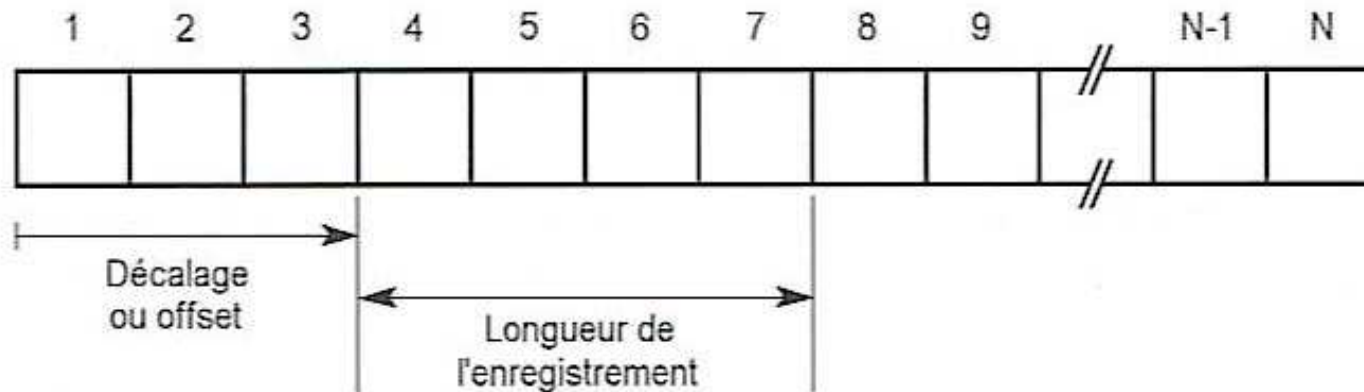 1 2 3 4 5 6 7 8 9 N-1 N
Décalage
ou offset
Longueur de
l'enregistrement